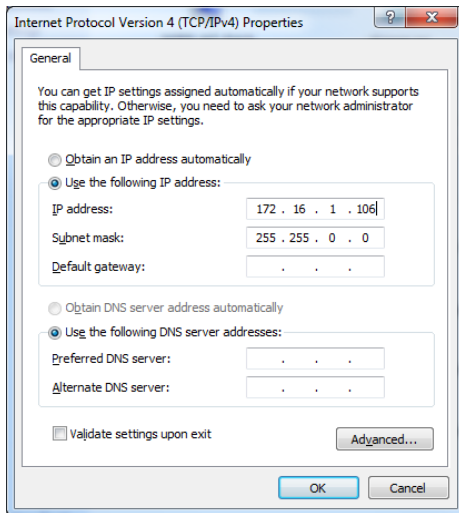 Internet Protocol Version 4 (TCP/IPv4) Properties
General
You can get IP settings assigned automatically if your network supports
this capability. Otherwise, you need to ask your network administrator
for the appropriate IP settings.
Obtain an IP address automatically
Use the following IP address:
IP address: 172 . 16 . 1 . 106
Subnet mask: 255 . 255 . 0 . 0
Default gateway: . . .
Obtain DNS server address automatically
Use the following DNS server addresses:
Preferred DNS server: . . .
Alternate DNS server: . . .
Validate settings upon exit
Advanced...
OK Cancel